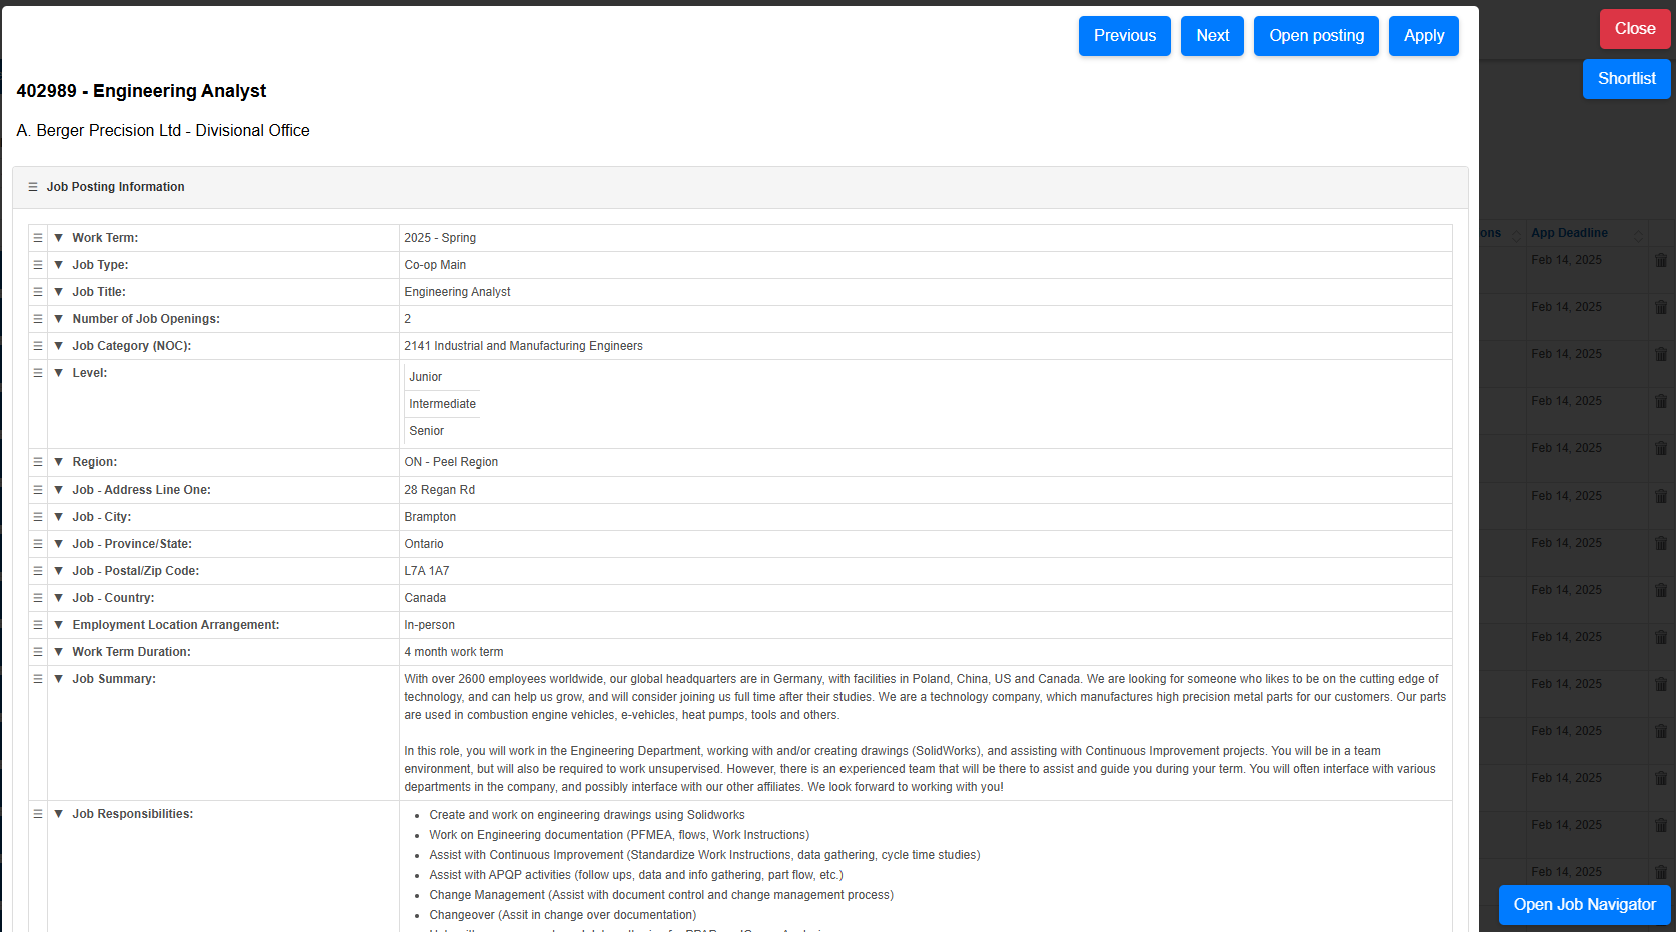 Previous
Next
Open posting
Apply
Close
Shortlist
402989 - Engineering Analyst
A. Berger Precision Ltd - Divisional Office
Job Posting Information
Work Term: 2025 - Spring
Job Type: Co-op Main
Job Title: Engineering Analyst
Number of Job Openings: 2
Job Category (NOC): 2141 Industrial and Manufacturing Engineers
Level: Junior
Intermediate
Senior
Region: ON - Peel Region
Job - Address Line One: 28 Regan Rd
Job - City: Brampton
Job - Province/State: Ontario
Job - Postal/Zip Code: L7A 1A7
Job - Country: Canada
Employment Location Arrangement: In-person
Work Term Duration: 4 month work term
Job Summary: With over 2600 employees worldwide, our global headquarters are in Germany, with facilities in Poland, China, US and Canada. We are looking for someone who likes to be on the cutting edge of
technology, and can help us grow, and will consider joining us full time after their studies. We are a technology company, which manufactures high precision metal parts for our customers. Our parts
are used in combustion engine vehicles, e-vehicles, heat pumps, tools and others.
In this role, you will work in the Engineering Department, working with and/or creating drawings (SolidWorks), and assisting with Continuous Improvement projects. You will be in a team
environment, but will also be required to work unsupervised. However, there is an experienced team that will be there to assist and guide you during your term. You will often interface with various
departments in the company, and possibly interface with our other affiliates. We look forward to working with you!
Job Responsibilities:
• Create and work on engineering drawings using Solidworks
• Work on Engineering documentation (PFMEA, flows, Work Instructions)
• Assist with Continuous Improvement (Standardize Work Instructions, data gathering, cycle time studies)
• Assist with APQP activities (follow ups, data and info gathering, part flow, etc.)
• Change Management (Assist with document control and change management process)
• Changeover (Assit in change over documentation)
ons
App Deadline
Feb 14, 2025
Feb 14, 2025
Feb 14, 2025
Feb 14, 2025
Feb 14, 2025
Feb 14, 2025
Feb 14, 2025
Feb 14, 2025
Feb 14, 2025
Feb 14, 2025
Feb 14, 2025
Feb 14, 2025
Feb 14, 2025
Feb 14, 2025
Open Job Navigator